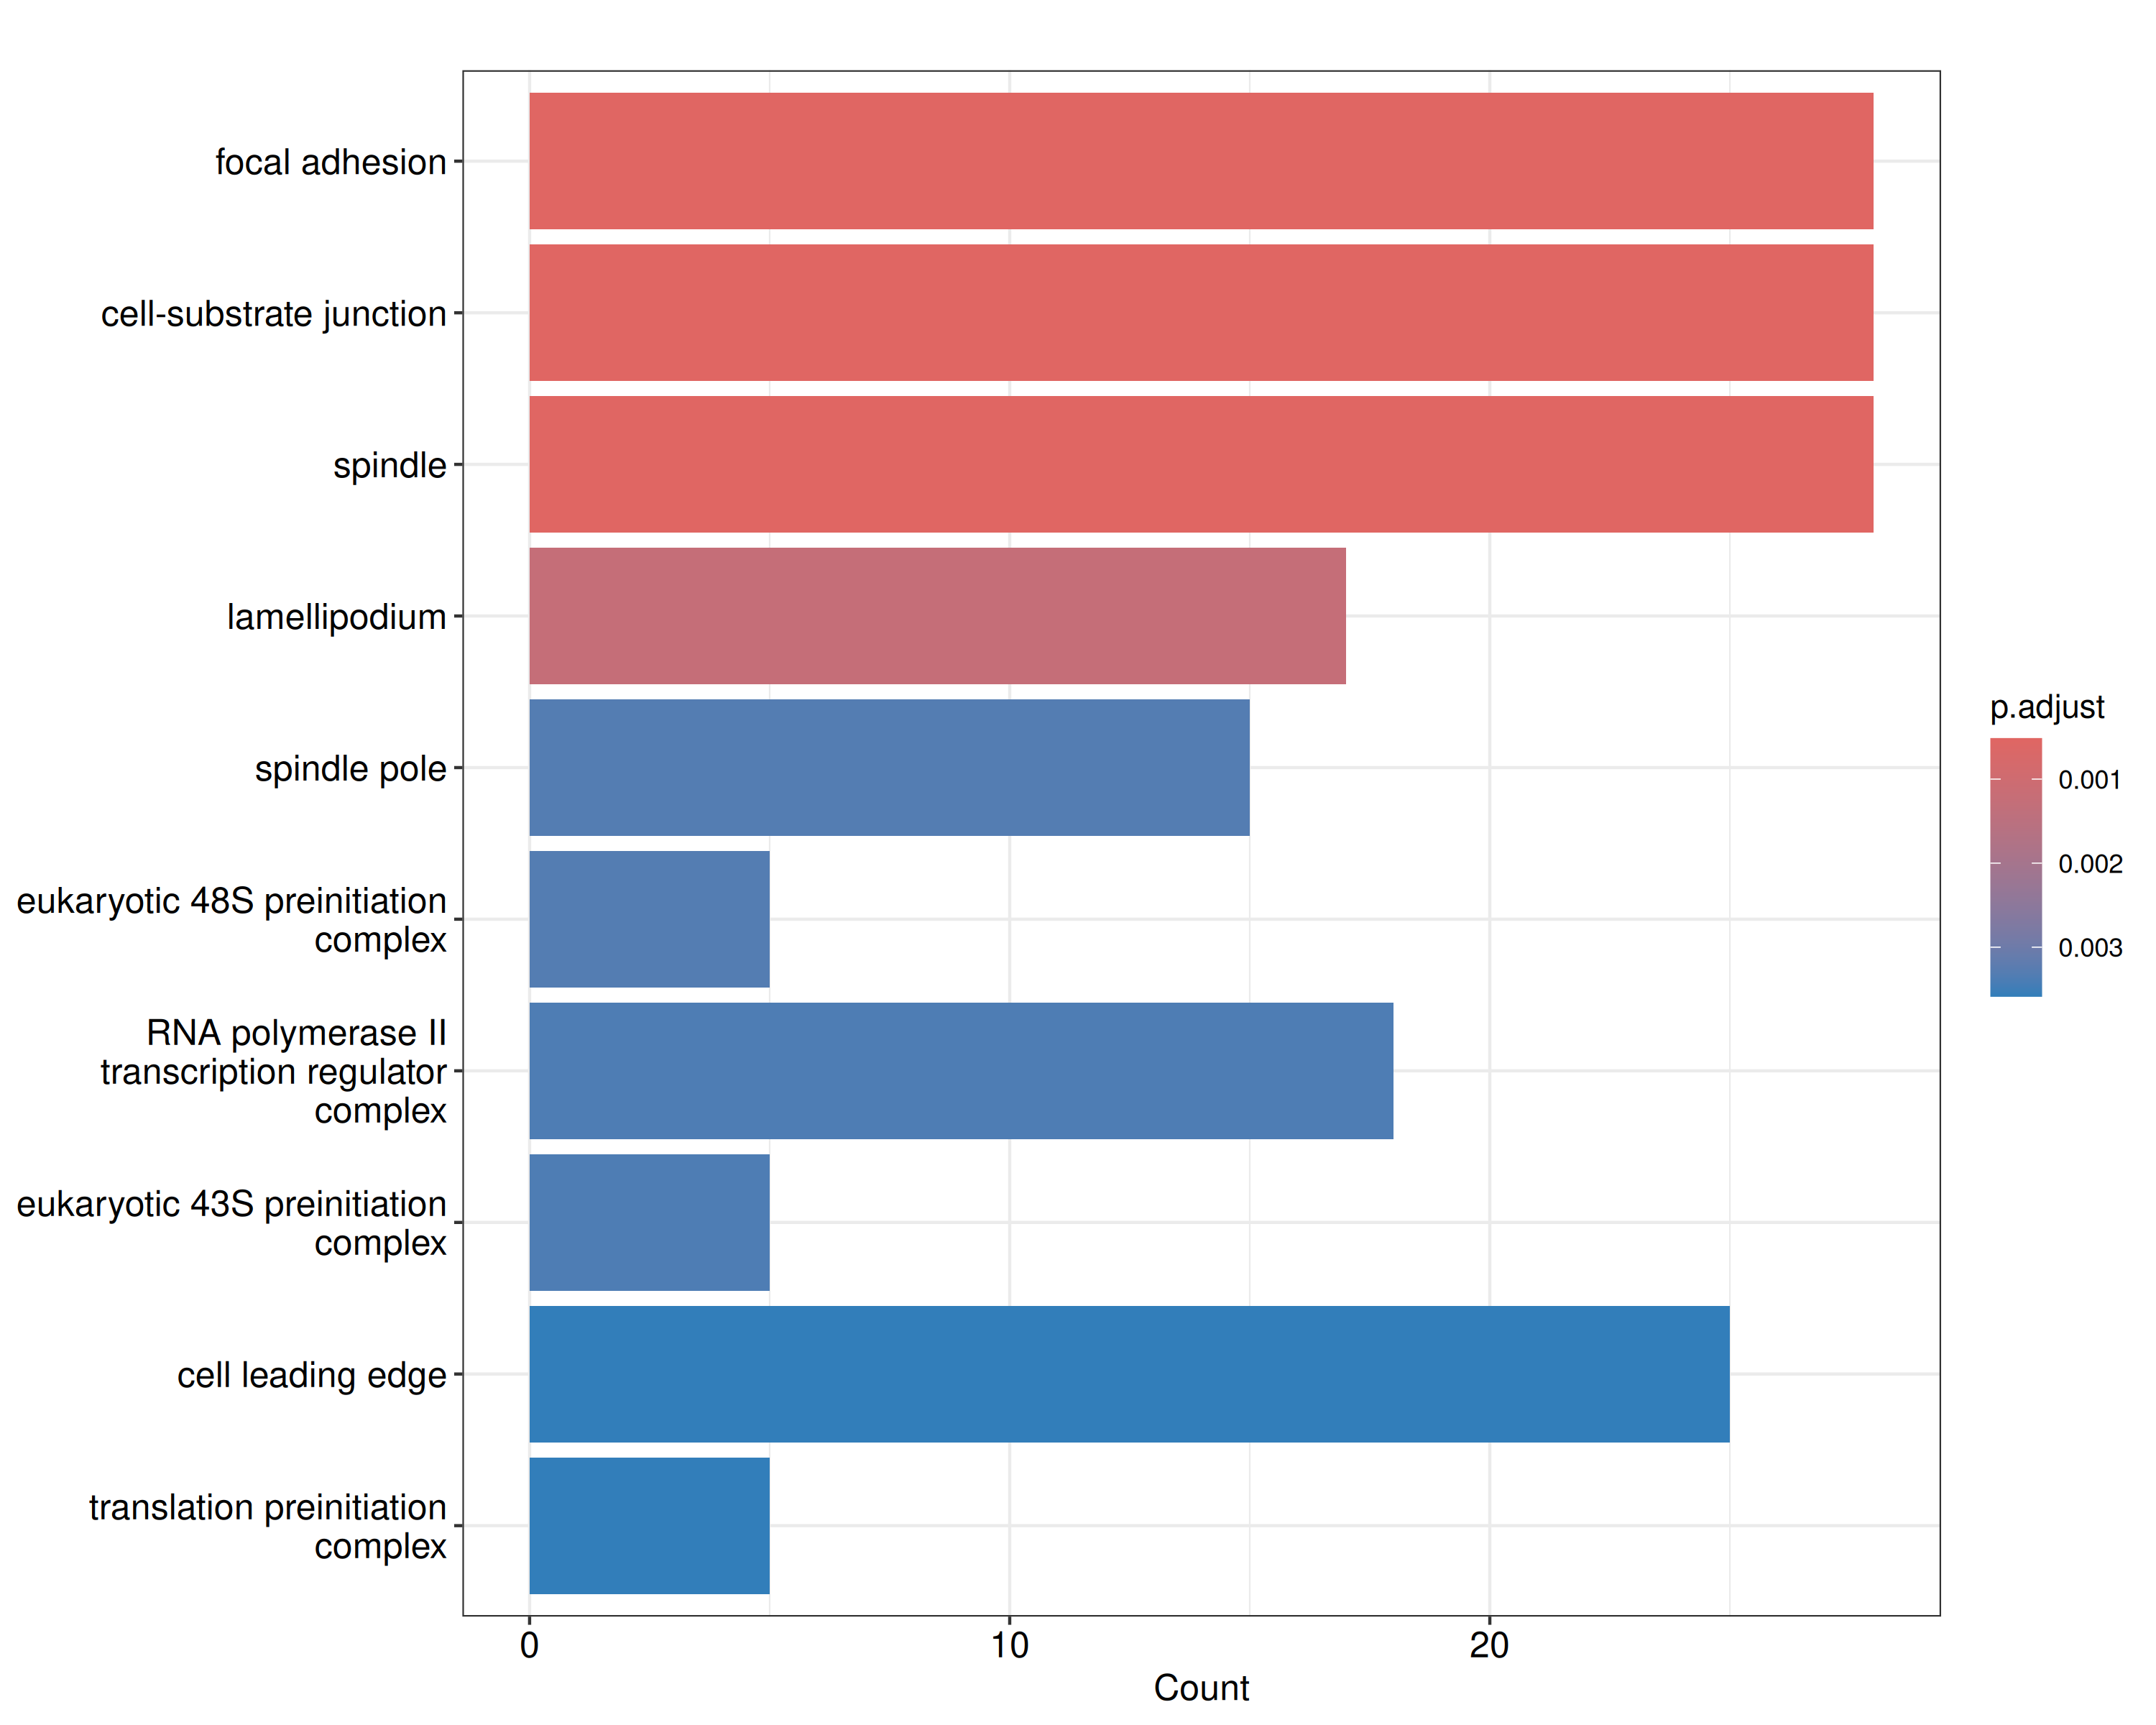 focal adhesion
cell-substrate junction
spindle
lamellipodium
spindle pole
eukaryotic 48S preinitiation
complex
RNA polymerase II
transcription regulator
complex
eukaryotic 43S preinitiation
complex
cell leading edge
translation preinitiation
complex
0 10 20
Count
p.adjust
0.001
0.002
0.003